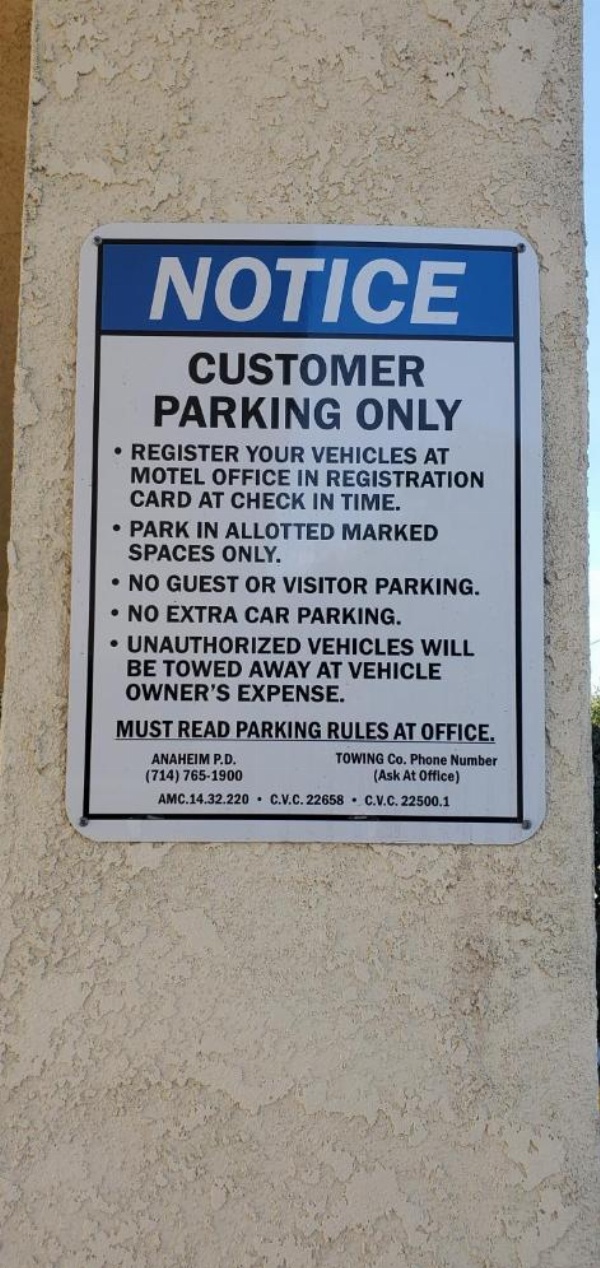 NOTICE
CUSTOMER
PARKING ONLY
• REGISTER YOUR VEHICLES AT
MOTEL OFFICE IN REGISTRATION
CARD AT CHECK IN TIME.
• PARK IN ALLOTTED MARKED
SPACES ONLY.
• NO GUEST OR VISITOR PARKING.
• NO EXTRA CAR PARKING.
• UNAUTHORIZED VEHICLES WILL
BE TOWED AWAY AT VEHICLE
OWNER'S EXPENSE.
MUST READ PARKING RULES AT OFFICE.
ANAHEIM P.D. TOWING Co. Phone Number
(714) 765-1900 (Ask At Office)
AMC.14.32.220 • C.V.C. 22658 • C.V.C. 22500.1